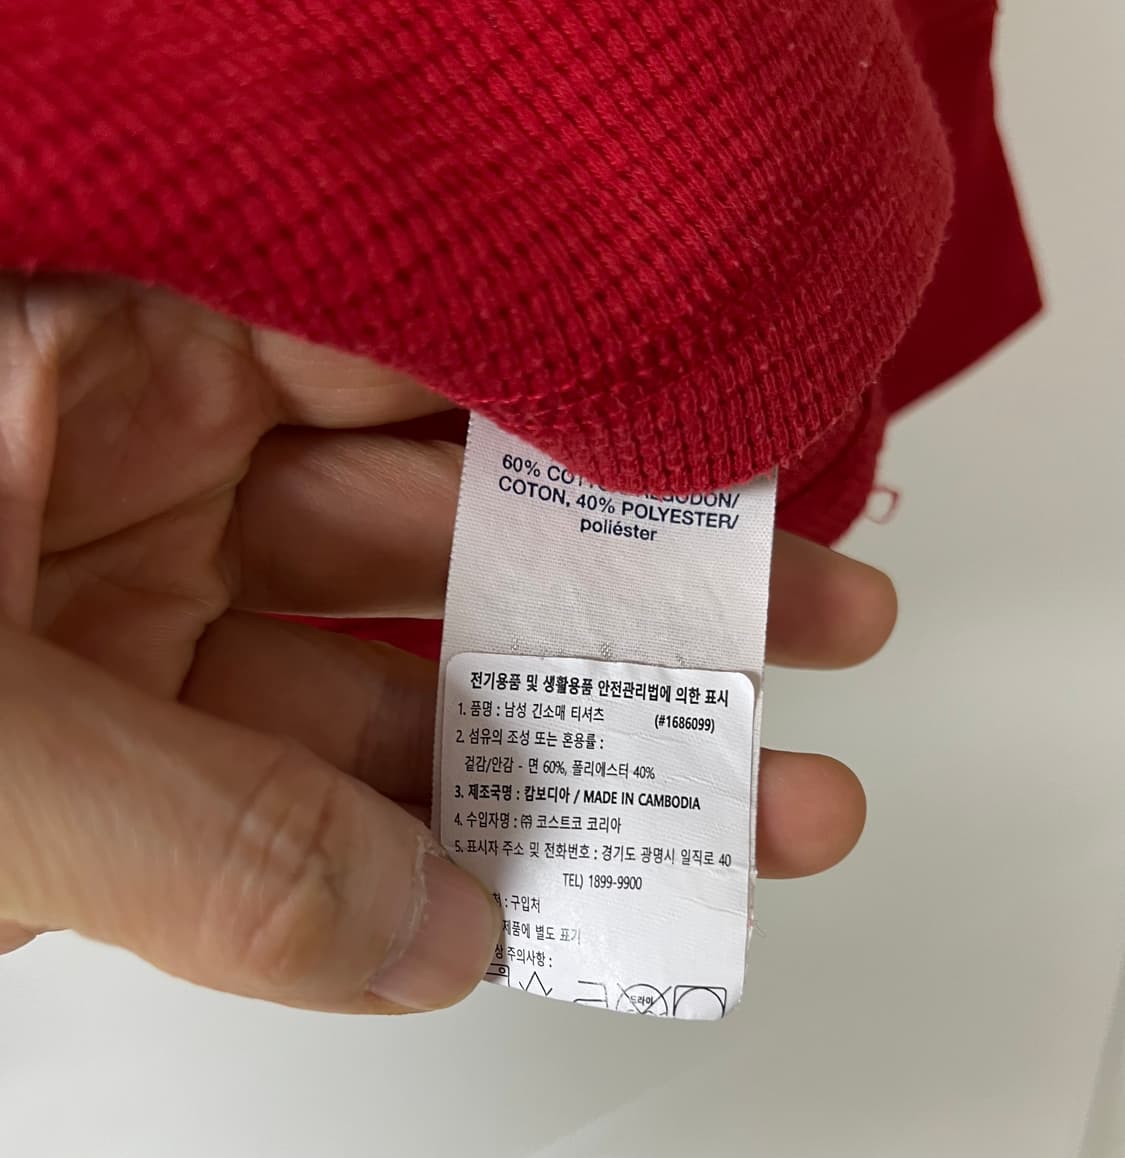 60% COTTON/ALGODON/
COTON, 40% POLYESTER/
poliéster
전기용품 및 생활용품 안전관리법에 의한 표시
1. 품명 : 남성 긴소매 티셔츠 (#1686099)
2. 섬유의 조성 또는 혼용률 :
겉감/안감 - 면 60%, 폴리에스터 40%
3. 제조국명 : 캄보디아 / MADE IN CAMBODIA
4. 수입자명 : ㈜ 코스트코 코리아
5. 표시자 주소 및 전화번호 : 경기도 광명시 일직로 40
TEL) 1899-9900
처 : 구입처
제품에 별도 표기
상 주의사항 :
드라이